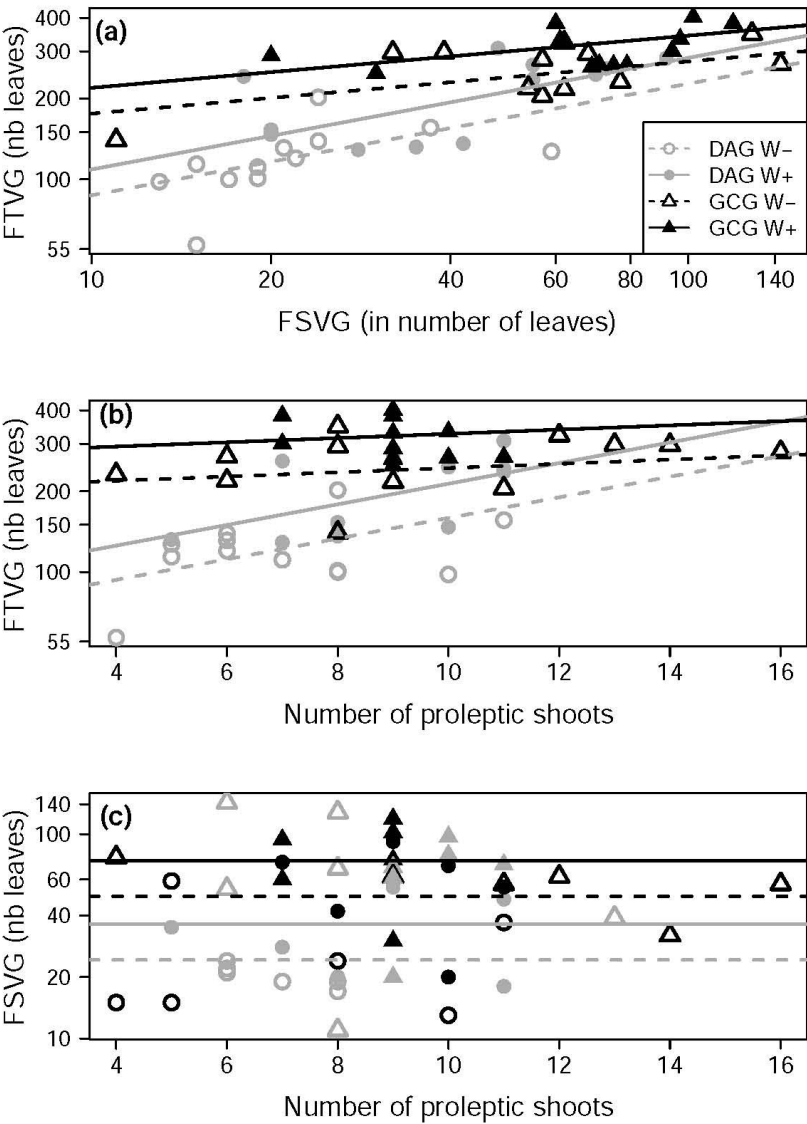 (a)
400
300
200
150
100
55
FTVG (nb leaves)
DAG W−
DAG W+
GCG W−
GCG W+
10 20 40 60 80 100 140
FSVG (in number of leaves)
(b)
400
300
200
150
100
55
FTVG (nb leaves)
4 6 8 10 12 14 16
Number of proleptic shoots
(c)
140
100
60
40
20
10
FSVG (nb leaves)
4 6 8 10 12 14 16
Number of proleptic shoots